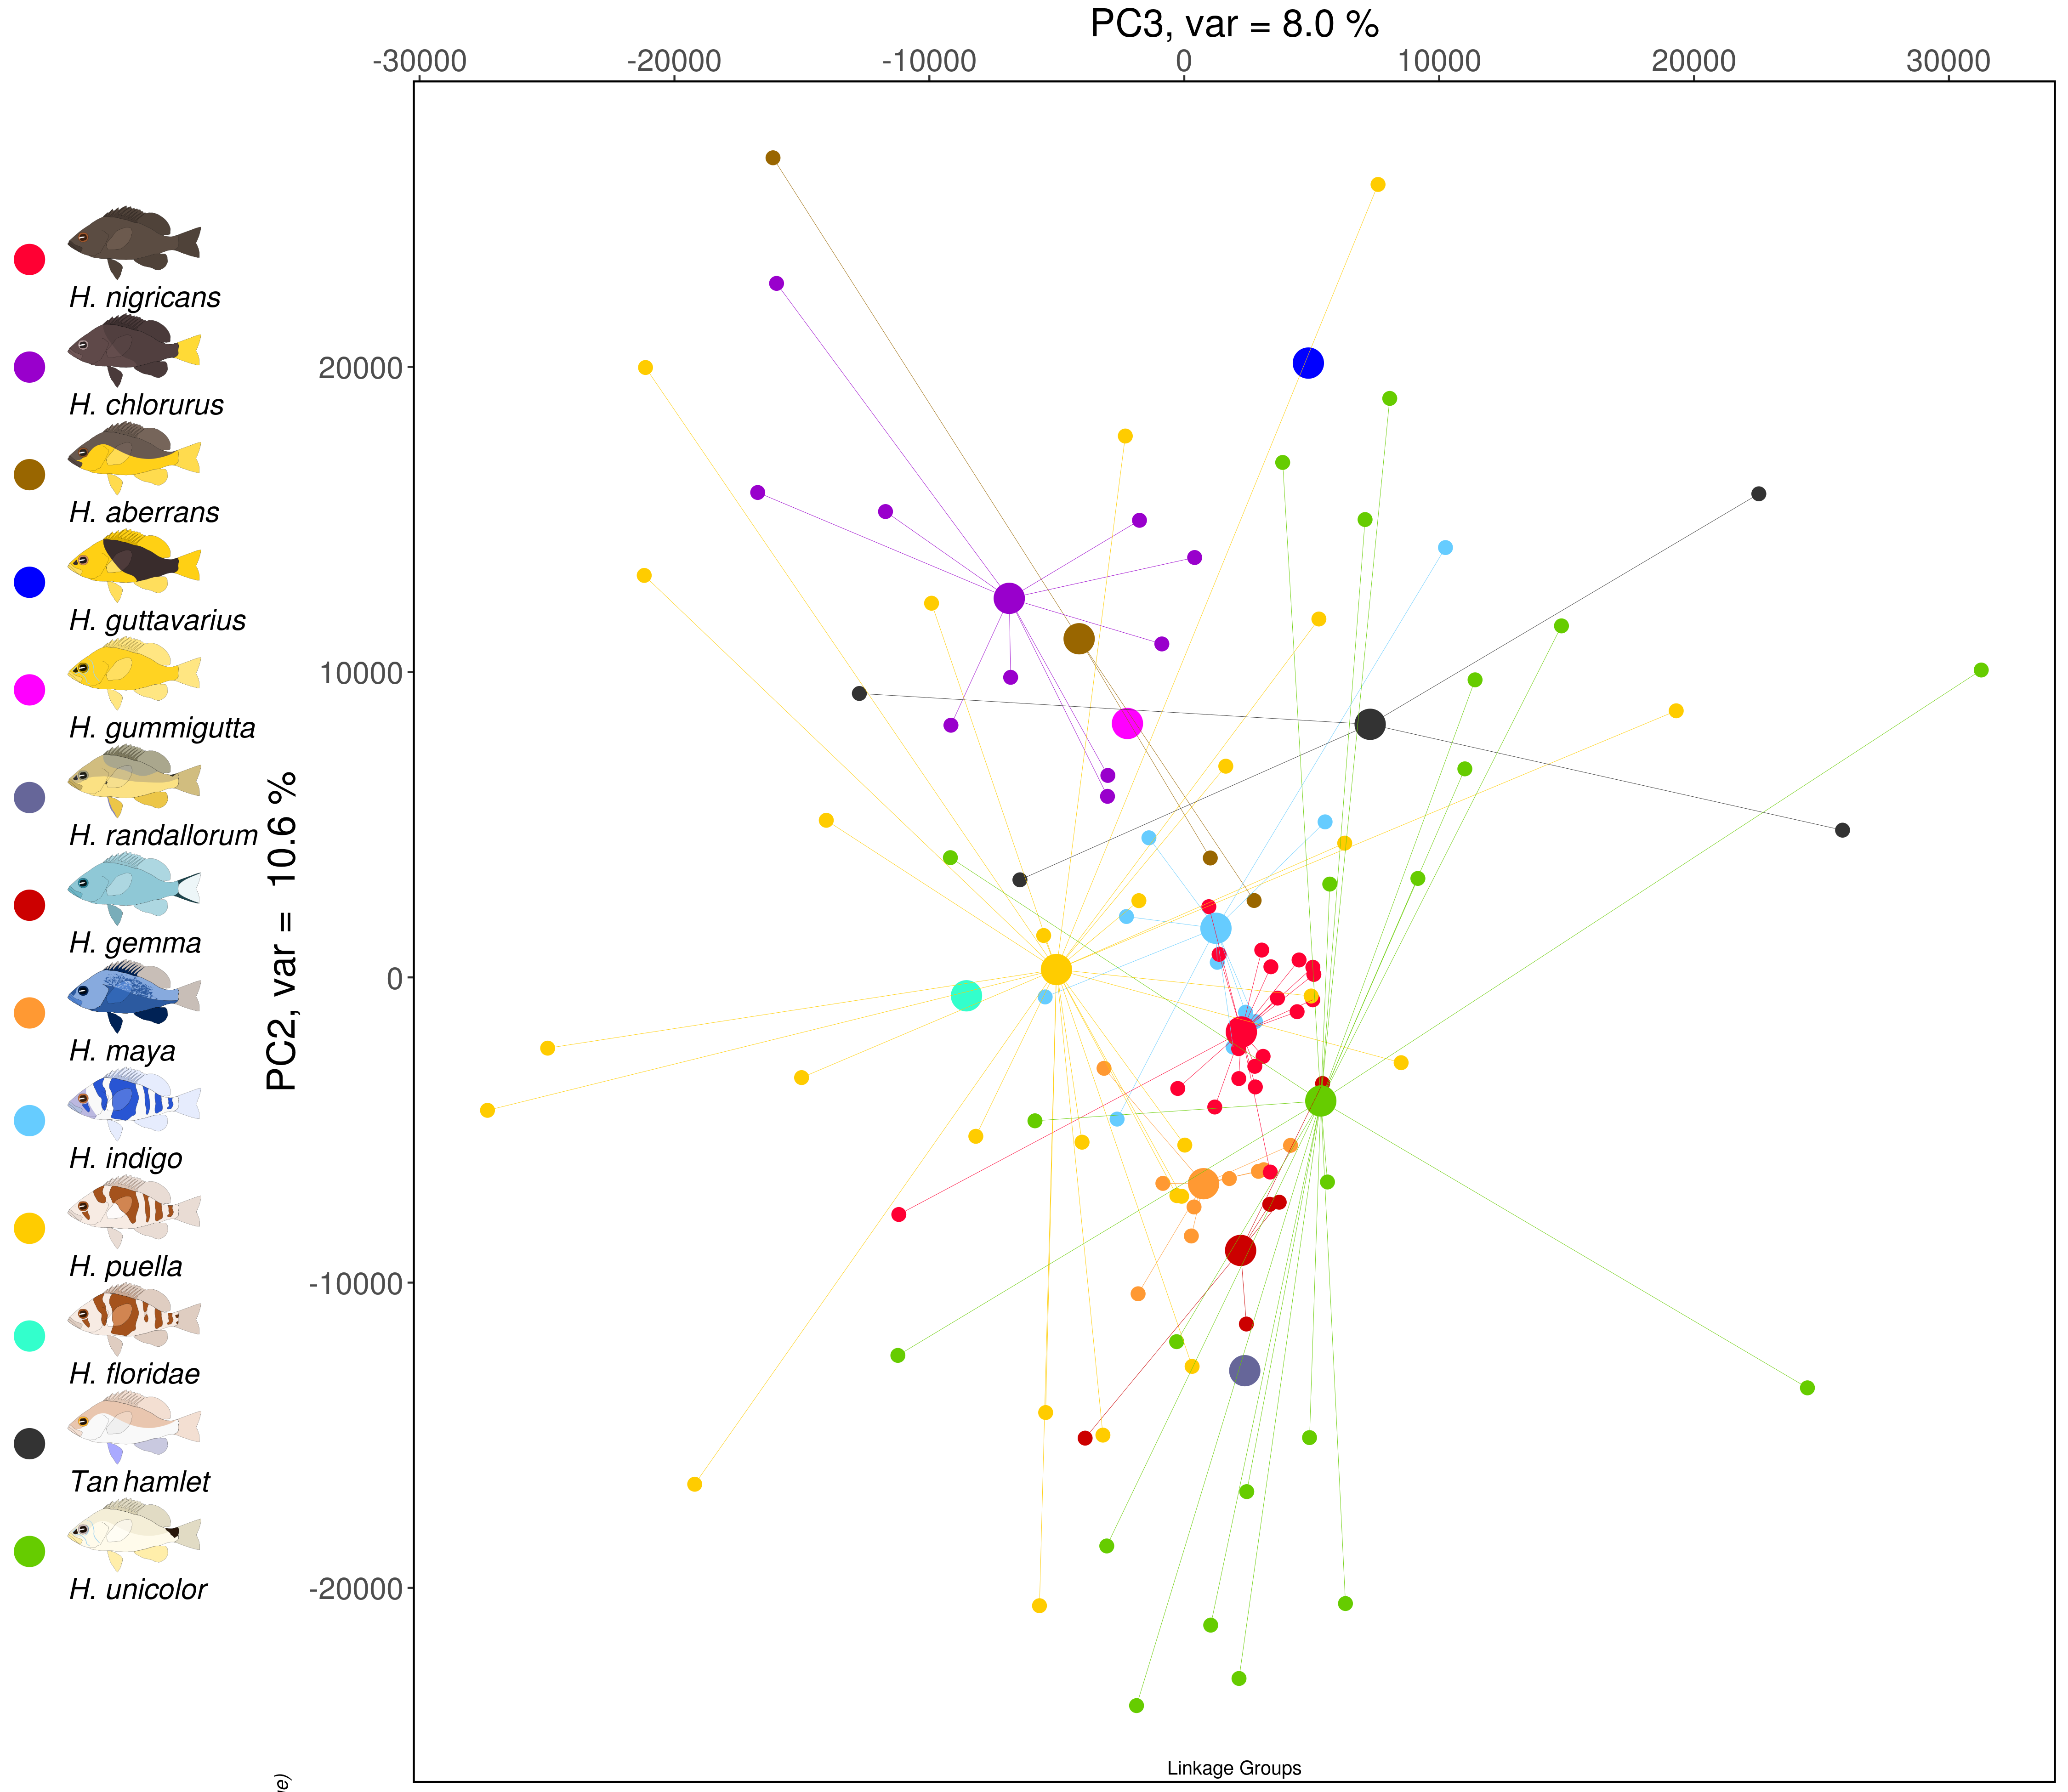 PC3, var = 8.0 %
-30000 -20000 -10000 0 10000 20000 30000
H. nigricans
H. chlorurus
H. aberrans
H. guttavarius
H. gummigutta
H. randallorum
H. gemma
H. maya
H. indigo
H. puella
H. floridae
Tan hamlet
H. unicolor
PC2, var = 10.6 %
20000
10000
0
-10000
-20000
Linkage Groups